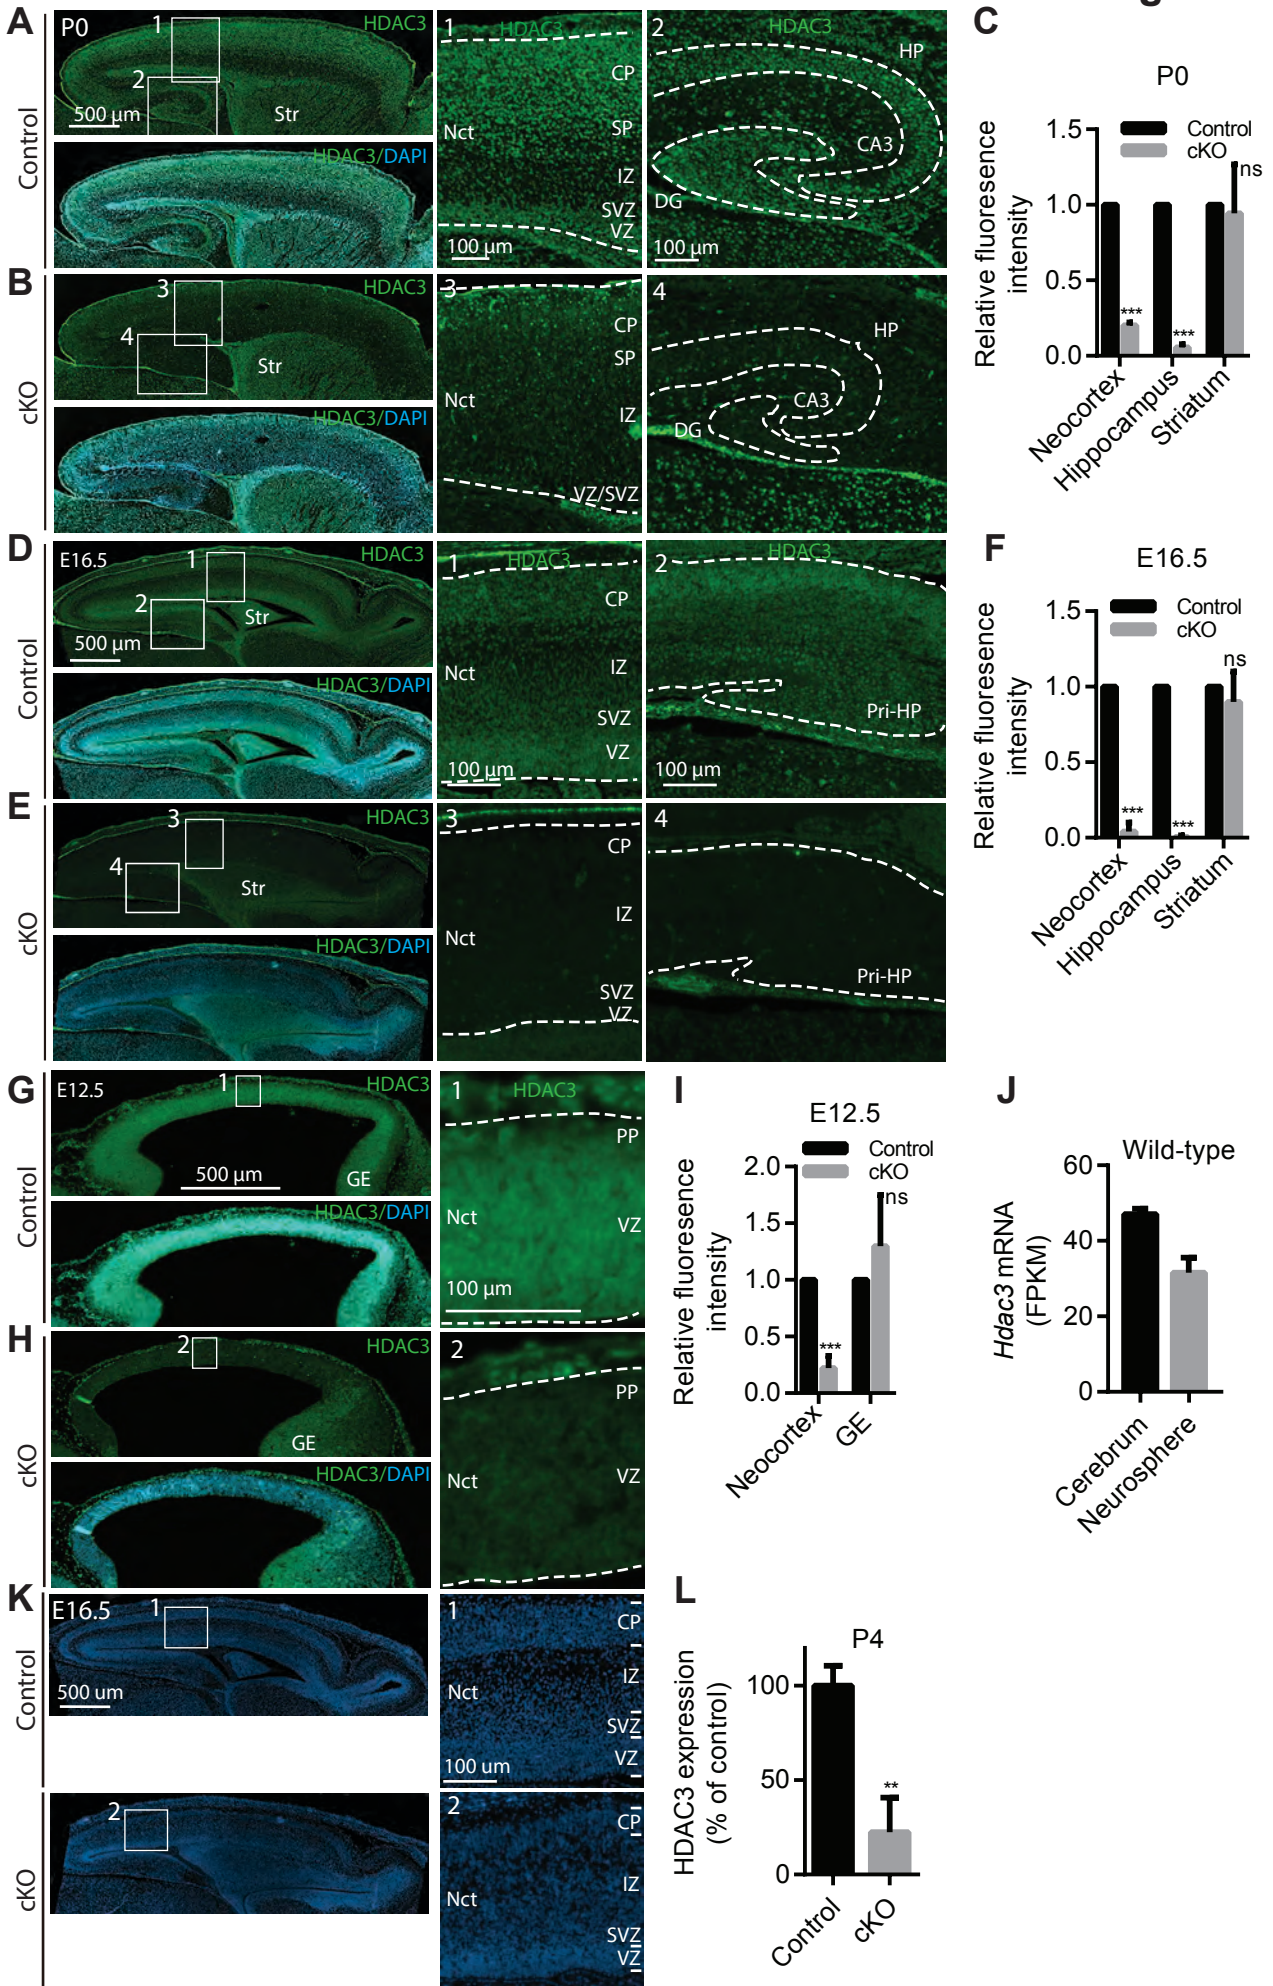 g
A
Control
P0
1
2
HDAC3
Str
500 µm
HDAC3/DAPI
1
HDAC3
CP
Nct
SP
IZ
SVZ
VZ
100 µm
2
HDAC3
HP
CA3
DG
100 µm
B
cKO
3
4
HDAC3
Str
HDAC3/DAPI
3
CP
SP
Nct
IZ
VZ/SVZ
4
HP
CA3
DG
C
P0
Control
cKO
Relative fluoresence
intensity
1.5
1.0
0.5
0.0
***
***
ns
Neocortex
Hippocampus
Striatum
D
Control
E16.5
1
2
HDAC3
Str
500 µm
HDAC3/DAPI
1
HDAC3
CP
Nct
IZ
SVZ
VZ
100 µm
2
HDAC3
Pri-HP
100 µm
E
cKO
3
4
HDAC3
Str
HDAC3/DAPI
3
CP
IZ
Nct
SVZ
VZ
4
Pri-HP
F
E16.5
Control
cKO
Relative fluoresence
intensity
1.5
1.0
0.5
0.0
***
***
ns
Neocortex
Hippocampus
Striatum
G
Control
E12.5
1
HDAC3
500 µm
GE
HDAC3/DAPI
1
HDAC3
PP
Nct
VZ
100 µm
H
cKO
2
HDAC3
GE
HDAC3/DAPI
2
PP
Nct
VZ
I
E12.5
Control
cKO
Relative fluoresence
intensity
2.0
1.5
1.0
0.5
0.0
***
ns
Neocortex
GE
J
Wild-type
Hdac3 mRNA
(FPKM)
60
40
20
0
Cerebrum
Neurosphere
K
Control
E16.5
1
500 um
1
CP
IZ
Nct
SVZ
VZ
100 um
cKO
2
2
CP
IZ
Nct
SVZ
VZ
L
P4
HDAC3 expression
(% of control)
100
50
0
**
Control
cKO